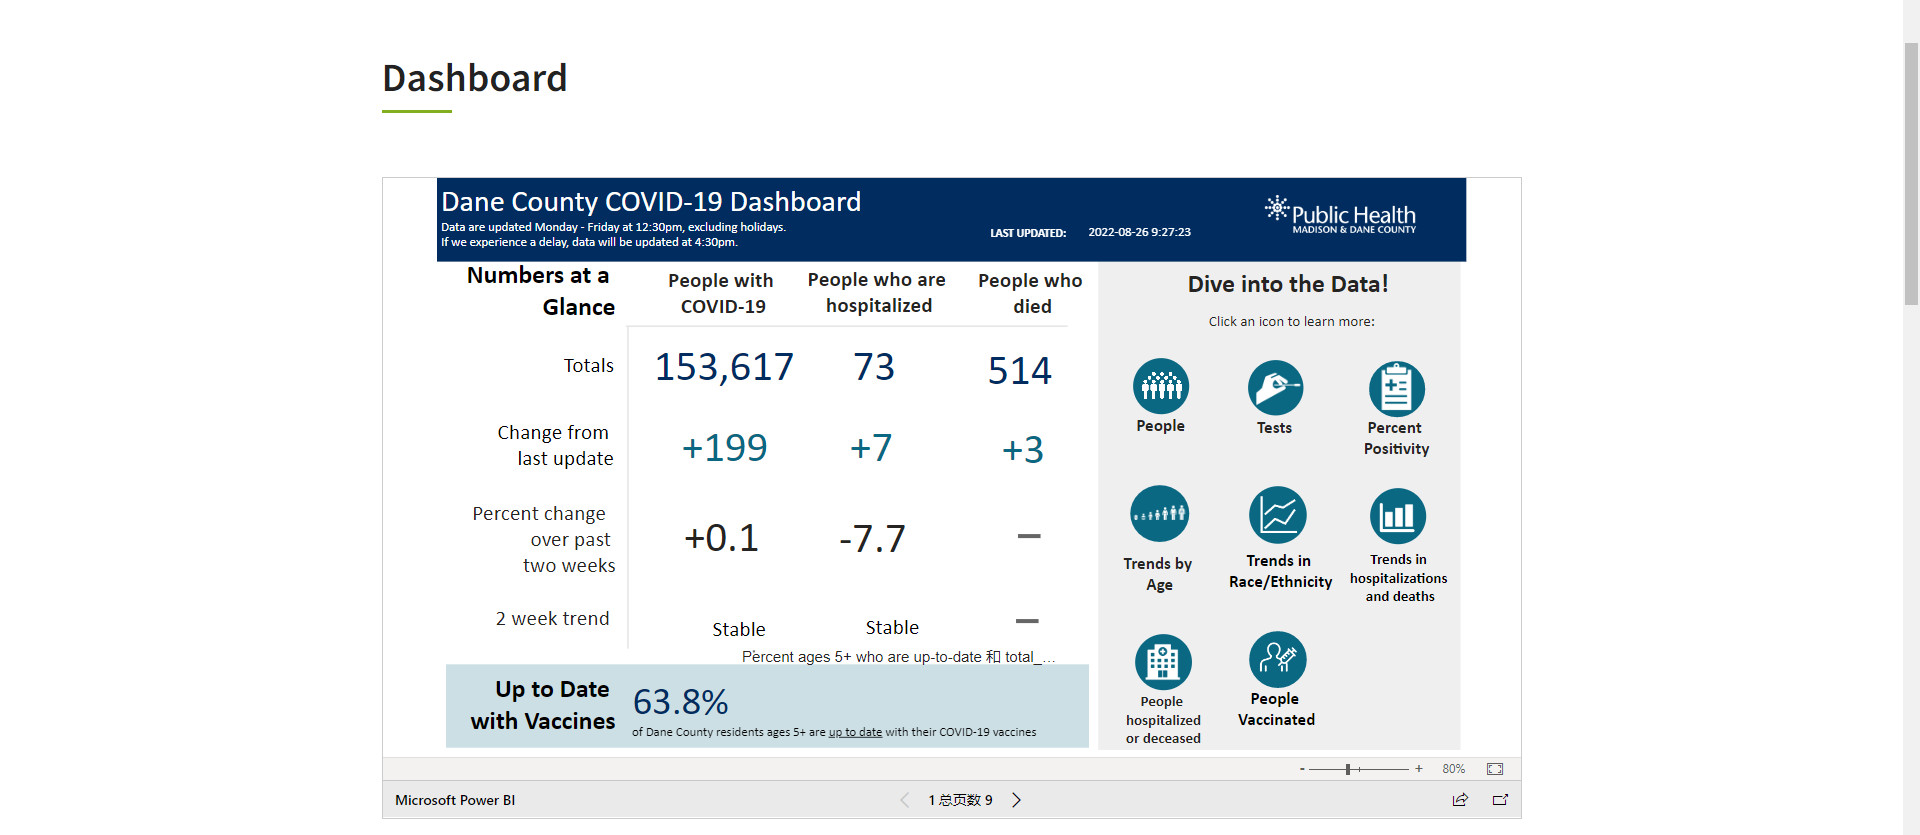 Dashboard
Dane County COVID-19 Dashboard
Data are updated Monday - Friday at 12:30pm, excluding holidays.
If we experience a delay, data will be updated at 4:30pm.
LAST UPDATED: 2022-08-26 9:27:23
Public Health
MADISON & DANE COUNTY
Numbers at a
Glance
People with
COVID-19
People who are
hospitalized
People who
died
Totals
153,617
73
514
Change from
last update
+199
+7
+3
Percent change
over past
two weeks
+0.1
-7.7
–
2 week trend
Stable
Stable
–
Percent ages 5+ who are up-to-date 和 total_...
Up to Date
with Vaccines
63.8%
of Dane County residents ages 5+ are up to date with their COVID-19 vaccines
Dive into the Data!
Click an icon to learn more:
People
Tests
Percent
Positivity
Trends by
Age
Trends in
Race/Ethnicity
Trends in
hospitalizations
and deaths
People
hospitalized
or deceased
People
Vaccinated
- + 80%
Microsoft Power BI
1 总页数 9